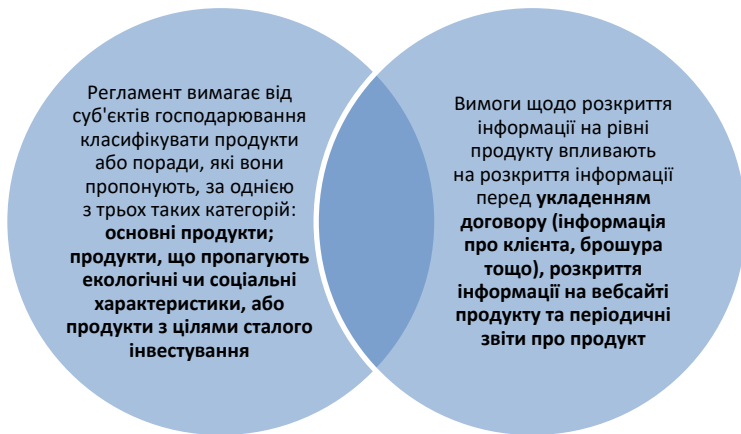 Регламент вимагає від
суб'єктів господарювання
класифікувати продукти
або поради, які вони
пропонують, за однією
з трьох таких категорій:
основні продукти;
продукти, що пропагують
екологічні чи соціальні
характеристики, або
продукти з цілями сталого
інвестування
Вимоги щодо розкриття
інформації на рівні
продукту впливають
на розкриття інформації
перед укладенням
договору (інформація
про клієнта, брошура
тощо), розкриття
інформації на вебсайті
продукту та періодичні
звіти про продукт